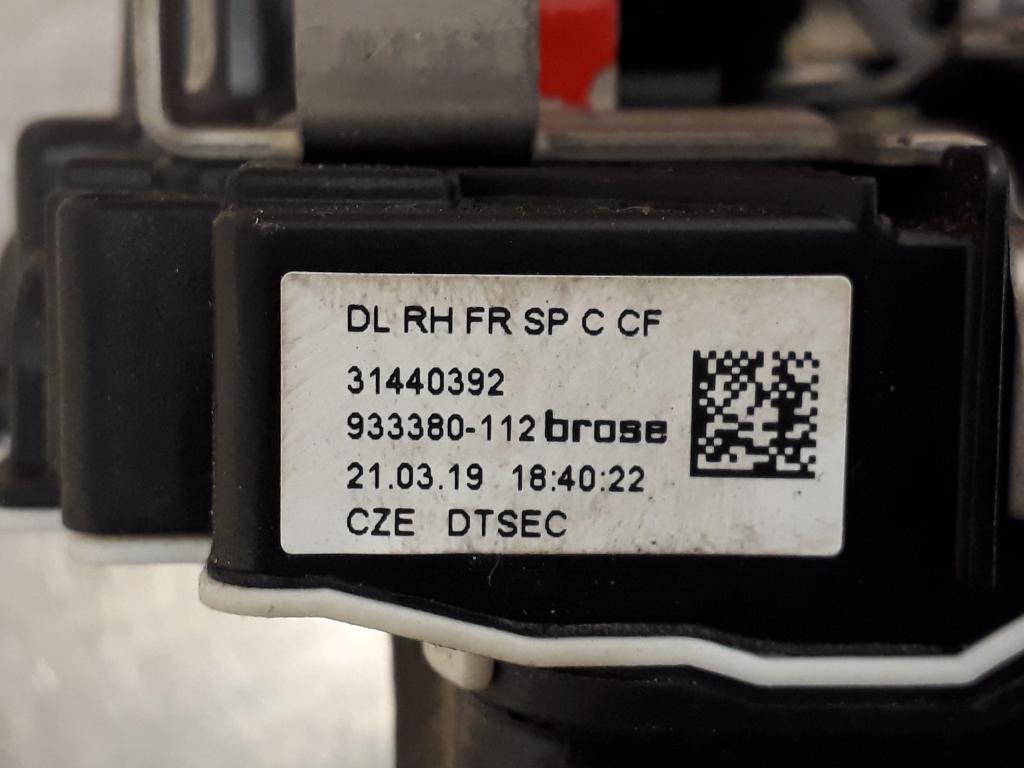 DL RH FR SP C CF
31440392
933380-112 brose
21.03.19 18:40:22
CZE DTSEC